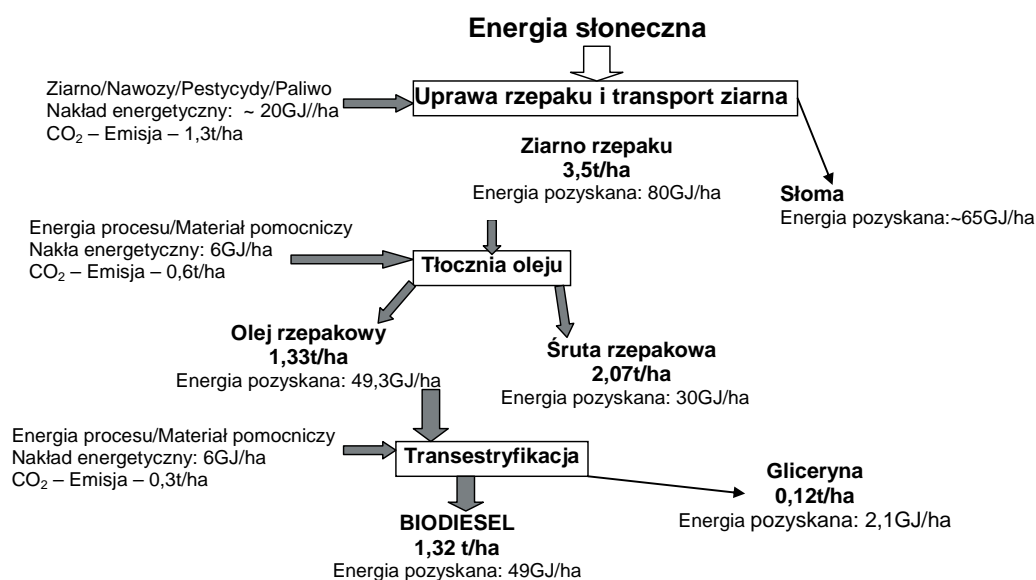 Energia słoneczna
Ziarno/Nawozy/Pestycydy/Paliwo
Nakład energetyczny: ~ 20GJ//ha
CO₂ – Emisja – 1,3t/ha
Uprawa rzepaku i transport ziarna
Ziarno rzepaku
3,5t/ha
Energia pozyskana: 80GJ/ha
Słoma
Energia pozyskana:~65GJ/ha
Energia procesu/Materiał pomocniczy
Nakła energetyczny: 6GJ/ha
CO₂ – Emisja – 0,6t/ha
Tłocznia oleju
Olej rzepakowy
1,33t/ha
Energia pozyskana: 49,3GJ/ha
Śruta rzepakowa
2,07t/ha
Energia pozyskana: 30GJ/ha
Energia procesu/Materiał pomocniczy
Nakład energetyczny: 6GJ/ha
CO₂ – Emisja – 0,3t/ha
Transestryfikacja
Gliceryna
0,12t/ha
Energia pozyskana: 2,1GJ/ha
BIODIESEL
1,32 t/ha
Energia pozyskana: 49GJ/ha